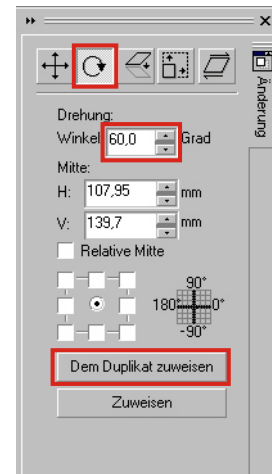 Änderung
Drehung:
Winkel: 60,0 Grad
Mitte:
H: 107,95 mm
V: 139,7 mm
Relative Mitte
90°
180° 0°
-90°
Dem Duplikat zuweisen
Zuweisen